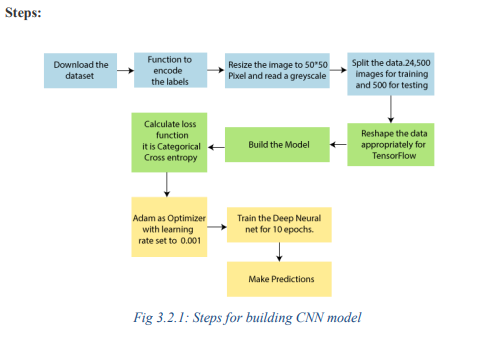 Steps:
Download the
dataset
Function to
encode
the labels
Resize the image to 50*50
Pixel and read a greyscale
Split the data.24,500
images for training
and 500 for testing
Reshape the data
appropriately for
TensorFlow
Build the Model
Calculate loss
function
it is Categorical
Cross entropy
Adam as Optimizer
with learning
rate set to 0.001
Train the Deep Neural
net for 10 epochs.
Make Predictions
Fig 3.2.1: Steps for building CNN model